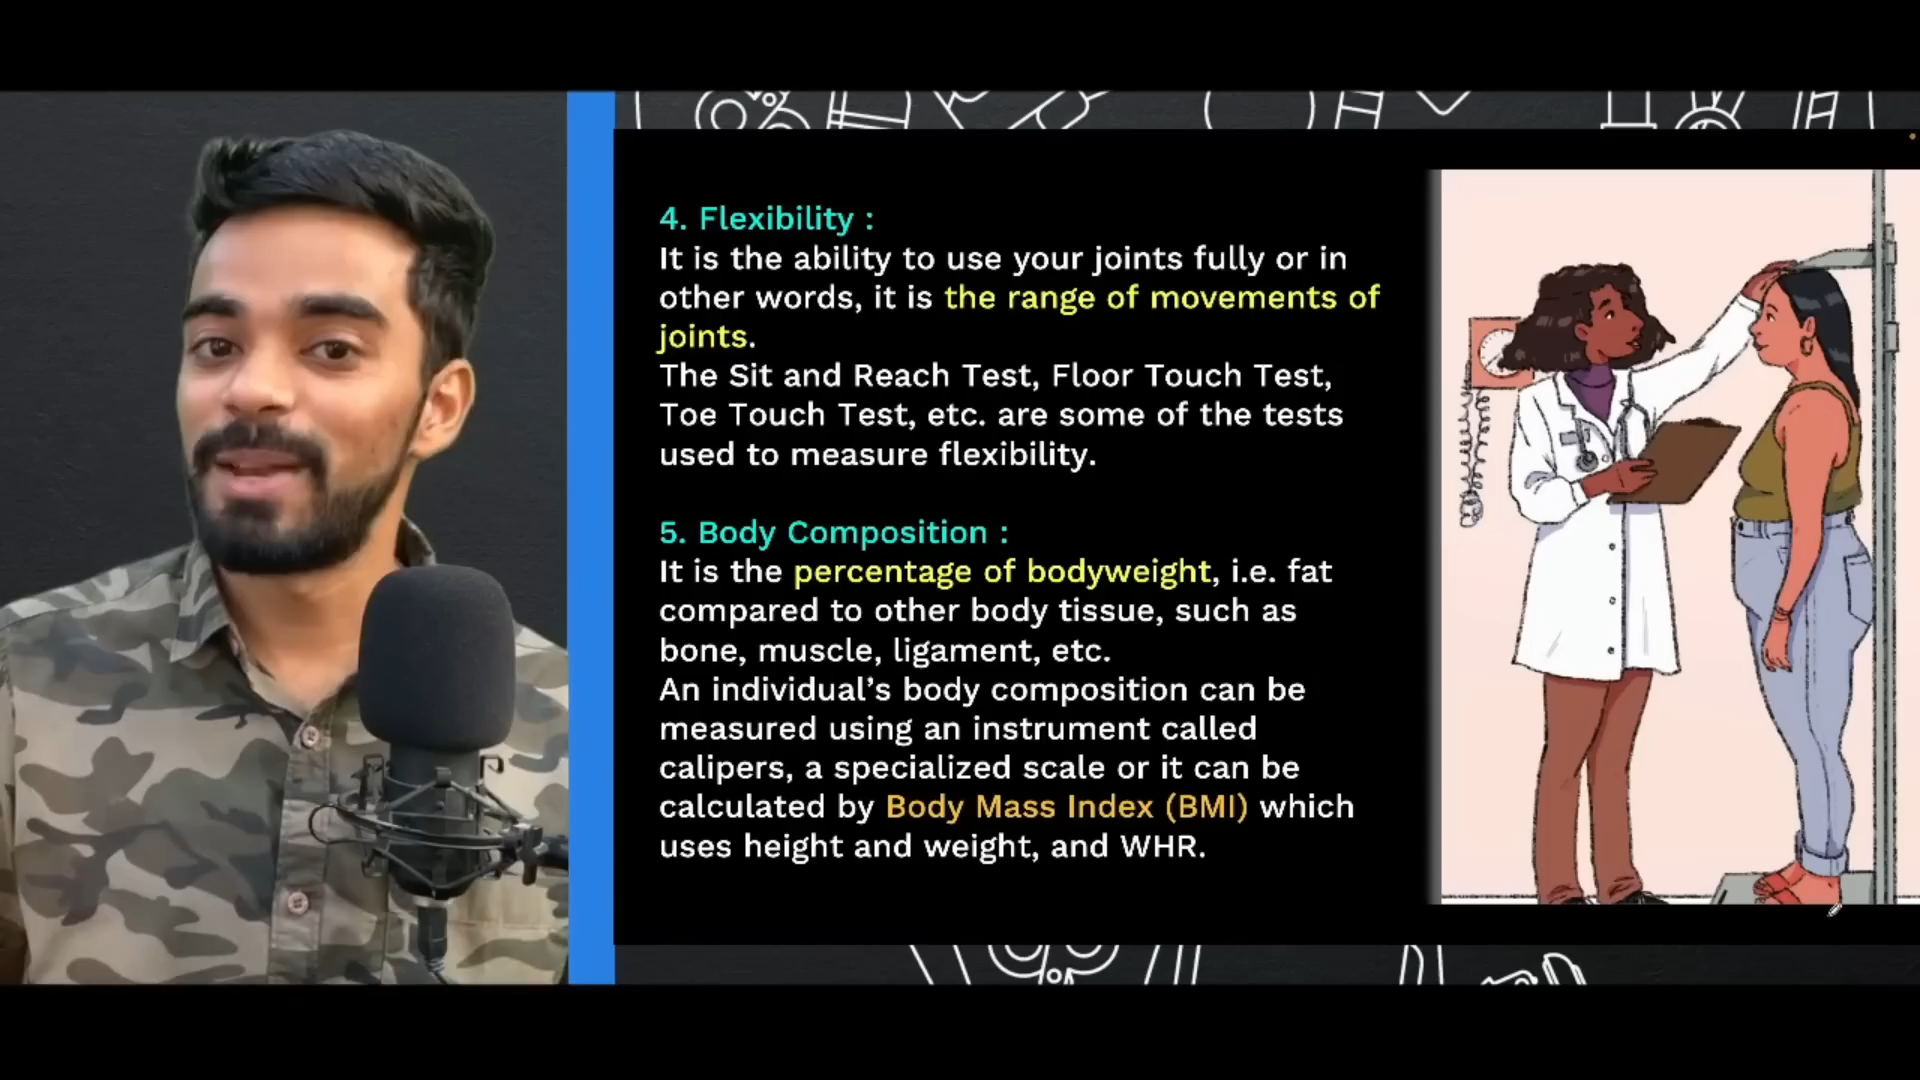 4. Flexibility :
It is the ability to use your joints fully or in
other words, it is the range of movements of
joints.
The Sit and Reach Test, Floor Touch Test,
Toe Touch Test, etc. are some of the tests
used to measure flexibility.
5. Body Composition :
It is the percentage of bodyweight, i.e. fat
compared to other body tissue, such as
bone, muscle, ligament, etc.
An individual’s body composition can be
measured using an instrument called
calipers, a specialized scale or it can be
calculated by Body Mass Index (BMI) which
uses height and weight, and WHR.